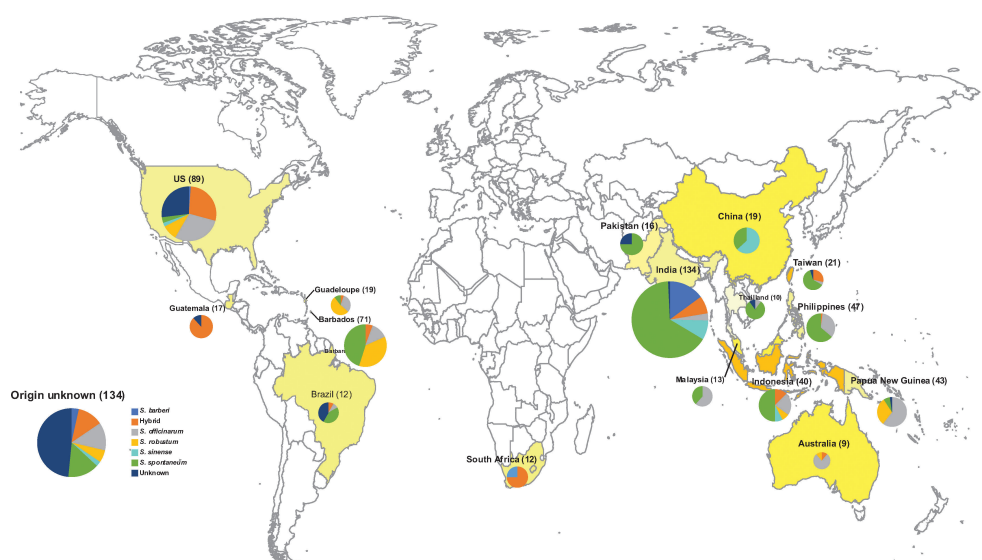 US (89)
China (19)
Pakistan (16)
India (134)
Taiwan (21)
Guadeloupe (19)
Thailand (10)
Guatemala (17)
Barbados (71)
Philippines (47)
Malaysia (13)
Indonesia (40)
Papua New Guinea (43)
Brazil (12)
Origin unknown (134)
S. barberi
Hybrid
S. officinarum
S. robustum
S. sinense
S. spontaneum
Unknown
Australia (9)
South Africa (12)